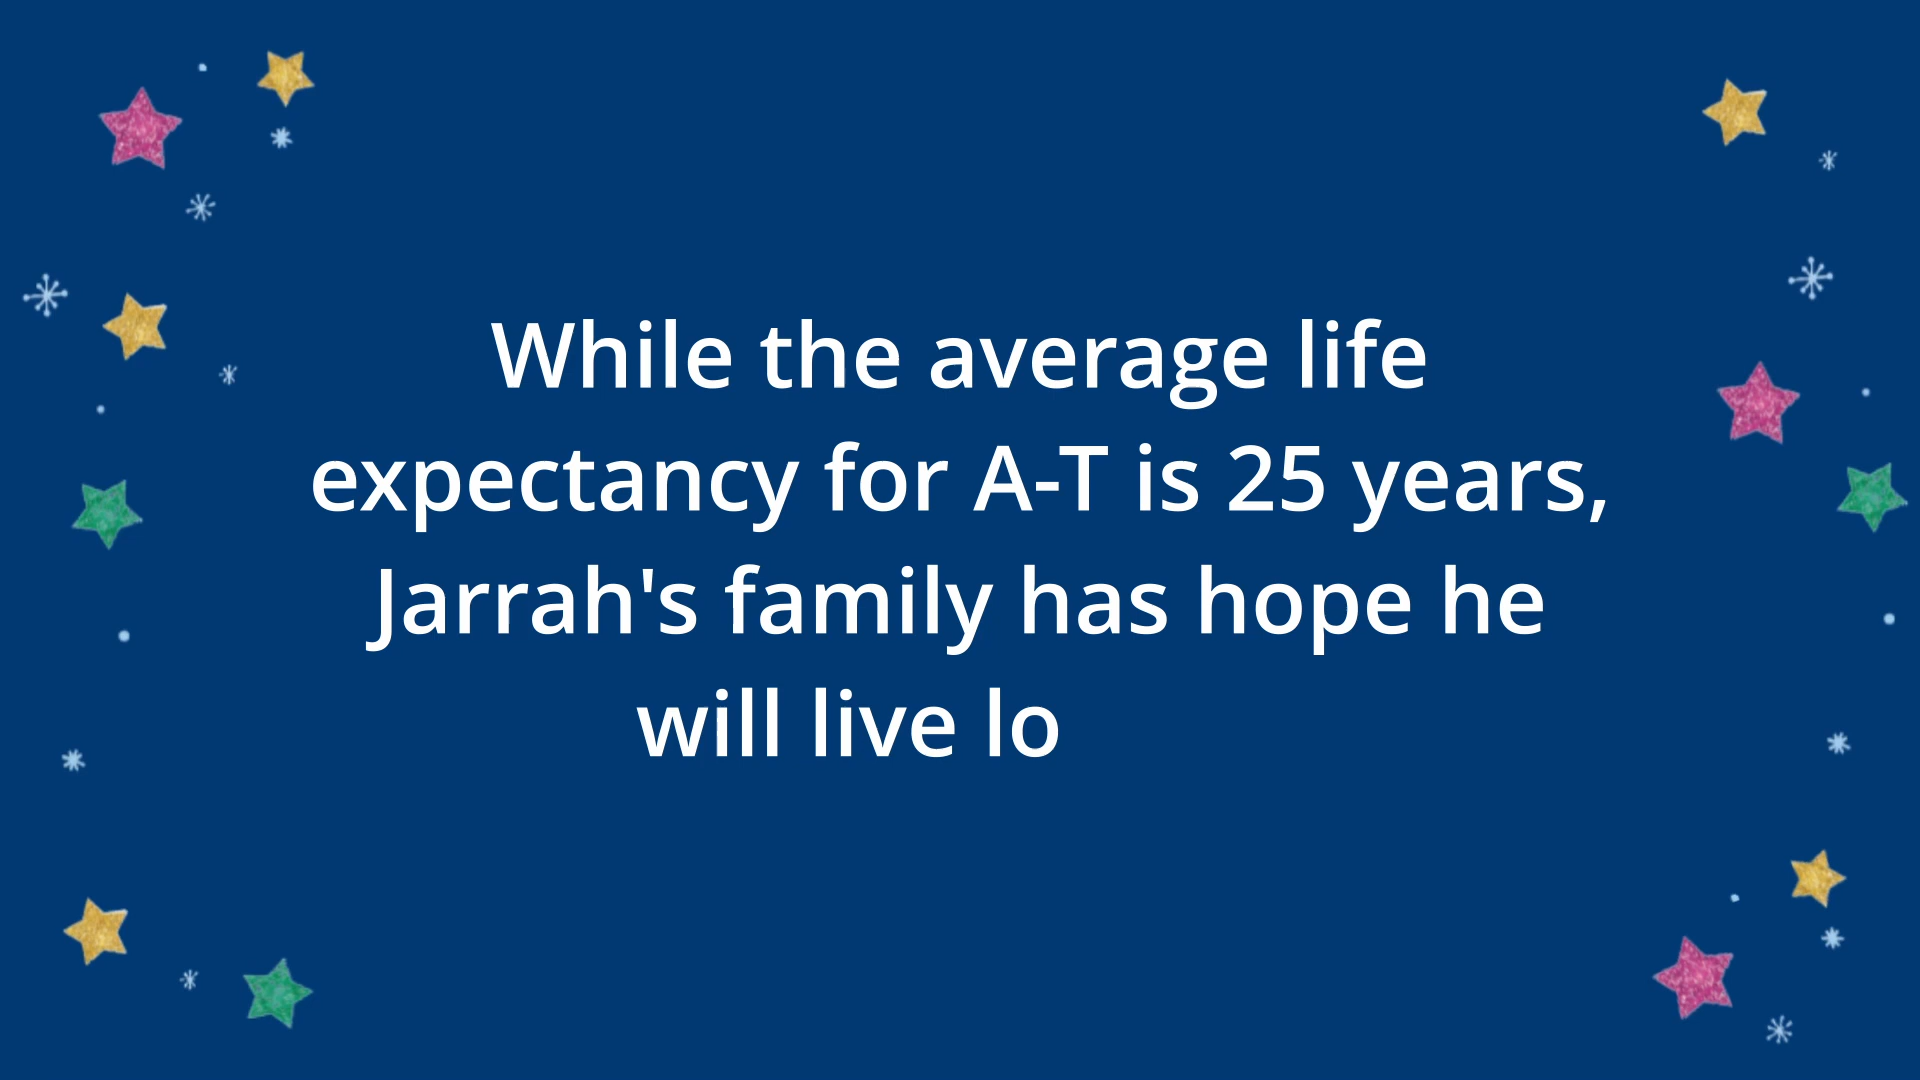 While the average life
expectancy for A-T is 25 years,
Jarrah's family has hope he
will live lo